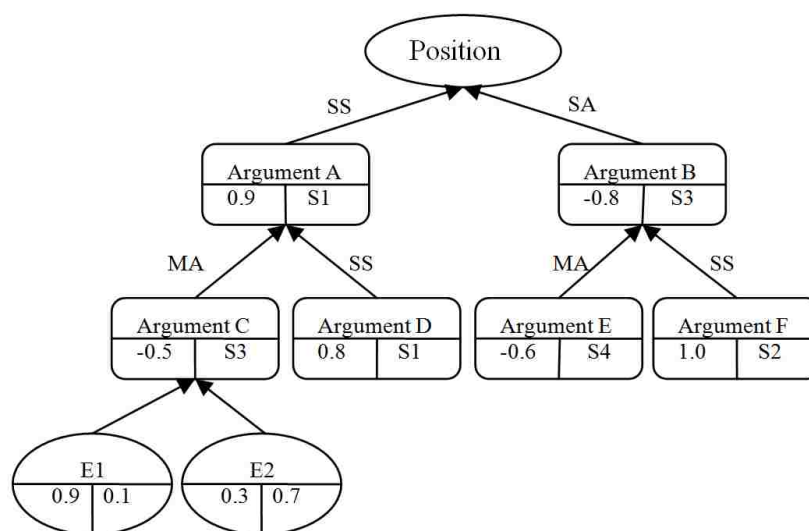 Position
SS
SA
Argument A
0.9 S1
Argument B
-0.8 S3
MA
SS
MA
SS
Argument C
-0.5 S3
Argument D
0.8 S1
Argument E
-0.6 S4
Argument F
1.0 S2
E1
0.9 0.1
E2
0.3 0.7